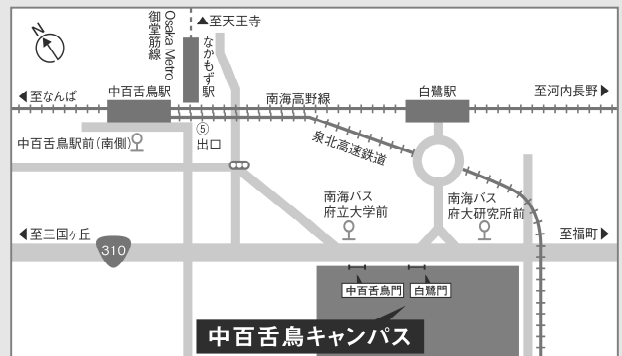 N
至天王寺
Osaka Metro
御堂筋線
なかもず駅
至なんば
中百舌鳥駅
南海高野線
白鷺駅
至河内長野
⑤
出口
中百舌鳥駅前(南側)
泉北高速鉄道
南海バス
府立大学前
南海バス
府大研究所前
至三国ヶ丘
310
至福町
中百舌鳥門
白鷺門
中百舌鳥キャンパス